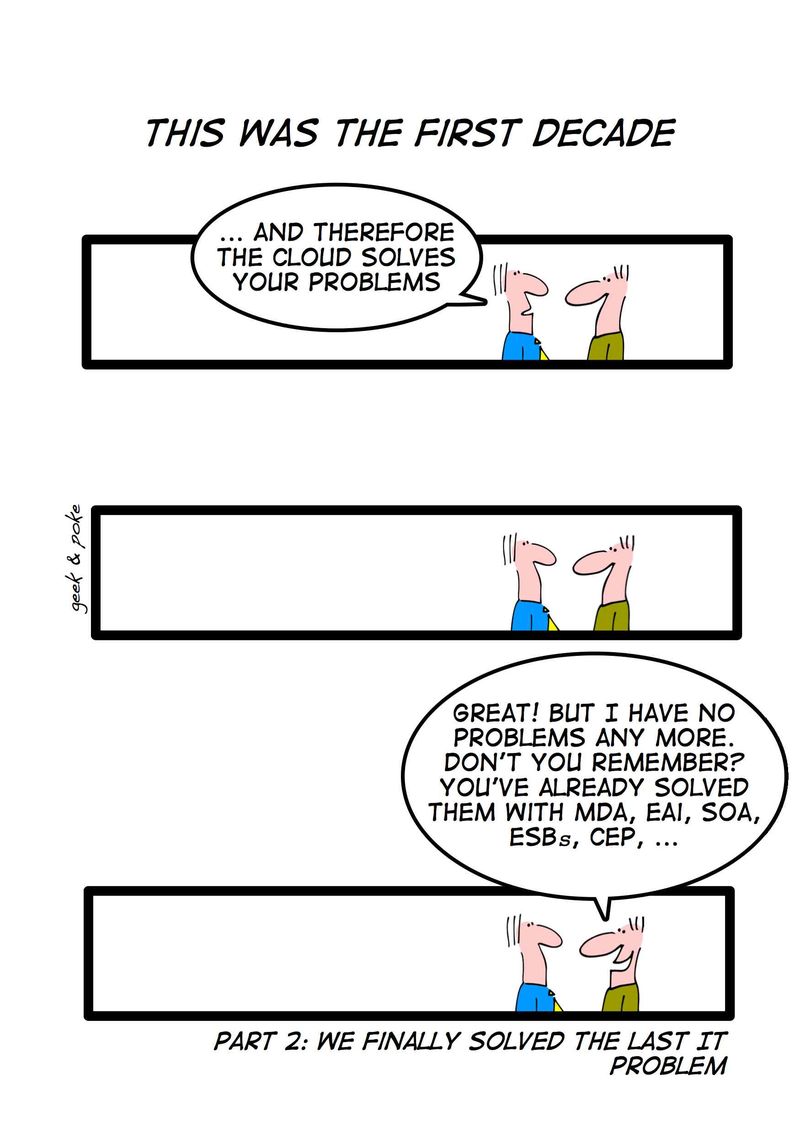 THIS WAS THE FIRST DECADE
... AND THEREFORE
THE CLOUD SOLVES
YOUR PROBLEMS
geek & poke
GREAT! BUT I HAVE NO
PROBLEMS ANY MORE.
DON'T YOU REMEMBER?
YOU'VE ALREADY SOLVED
THEM WITH MDA, EAI, SOA,
ESBs, CEP, ...
PART 2: WE FINALLY SOLVED THE LAST IT
PROBLEM